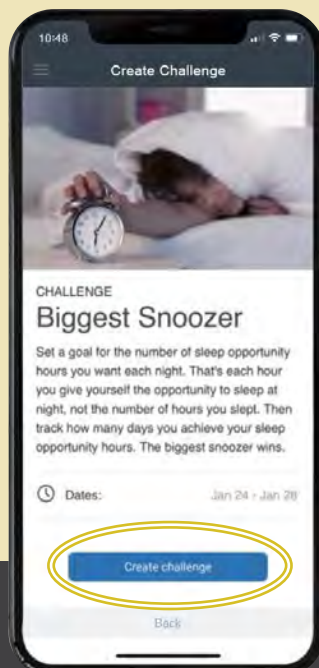 10:48
Create Challenge
CHALLENGE
Biggest Snoozer
Set a goal for the number of sleep opportunity
hours you want each night. That's each hour
you give yourself the opportunity to sleep at
night, not the number of hours you slept. Then
track how many days you achieve your sleep
opportunity hours. The biggest snoozer wins.
Dates: Jan 24 - Jan 28
Create challenge
Back